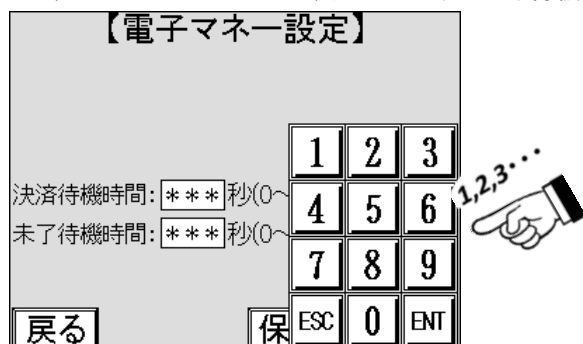 【電子マネー設定】
決済待機時間:***秒(0~
未了待機時間:***秒(0~
戻る
保
1 2 3
4 5 6
7 8 9
ESC 0 ENT
1,2,3・・・